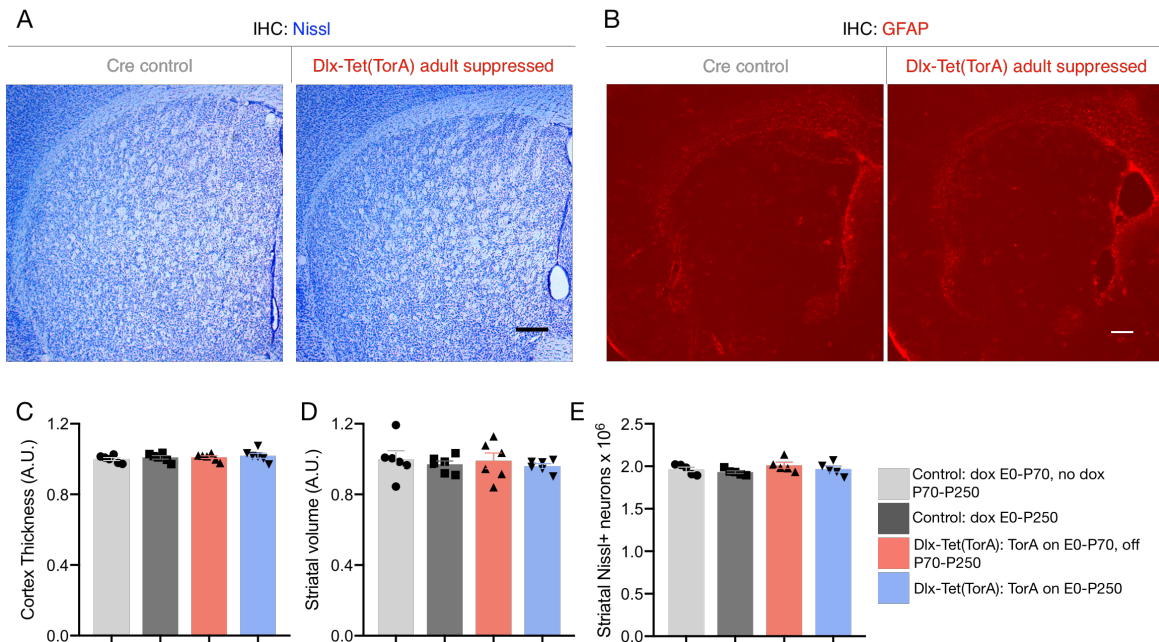 A
IHC: Nissl
Cre control
Dlx-Tet(TorA) adult suppressed
B
IHC: GFAP
Cre control
Dlx-Tet(TorA) adult suppressed
C
Cortex Thickness (A.U.)
1.2
0.8
0.4
0.0
D
Striatal volume (A.U.)
1.2
0.8
0.4
0.0
E
Striatal Nissl+ neurons x 10⁶
2.5
2.0
1.5
1.0
0.5
0.0
Control: dox E0-P70, no dox
P70-P250
Control: dox E0-P250
Dlx-Tet(TorA): TorA on E0-P70, off
P70-P250
Dlx-Tet(TorA): TorA on E0-P250